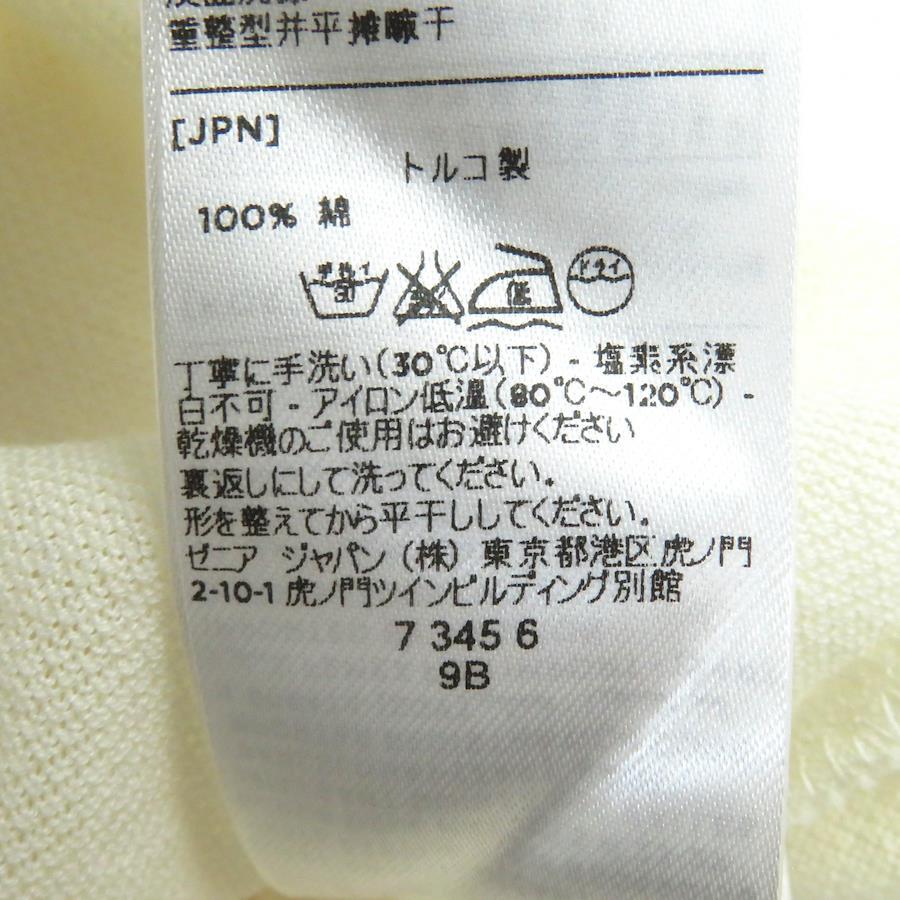 重整型并平摊晾干
[JPN]
トルコ製
100% 綿
手洗イ 30 低 ドライ
丁寧に手洗い(30℃以下) - 塩素系漂
白不可 - アイロン低温(80℃〜120℃) -
乾燥機のご使用はお避けください
裏返しにして洗ってください。
形を整えてから平干ししてください。
ゼニア ジャパン (株) 東京都港区虎ノ門
2-10-1 虎ノ門ツインビルディング別館
7 3456
9B